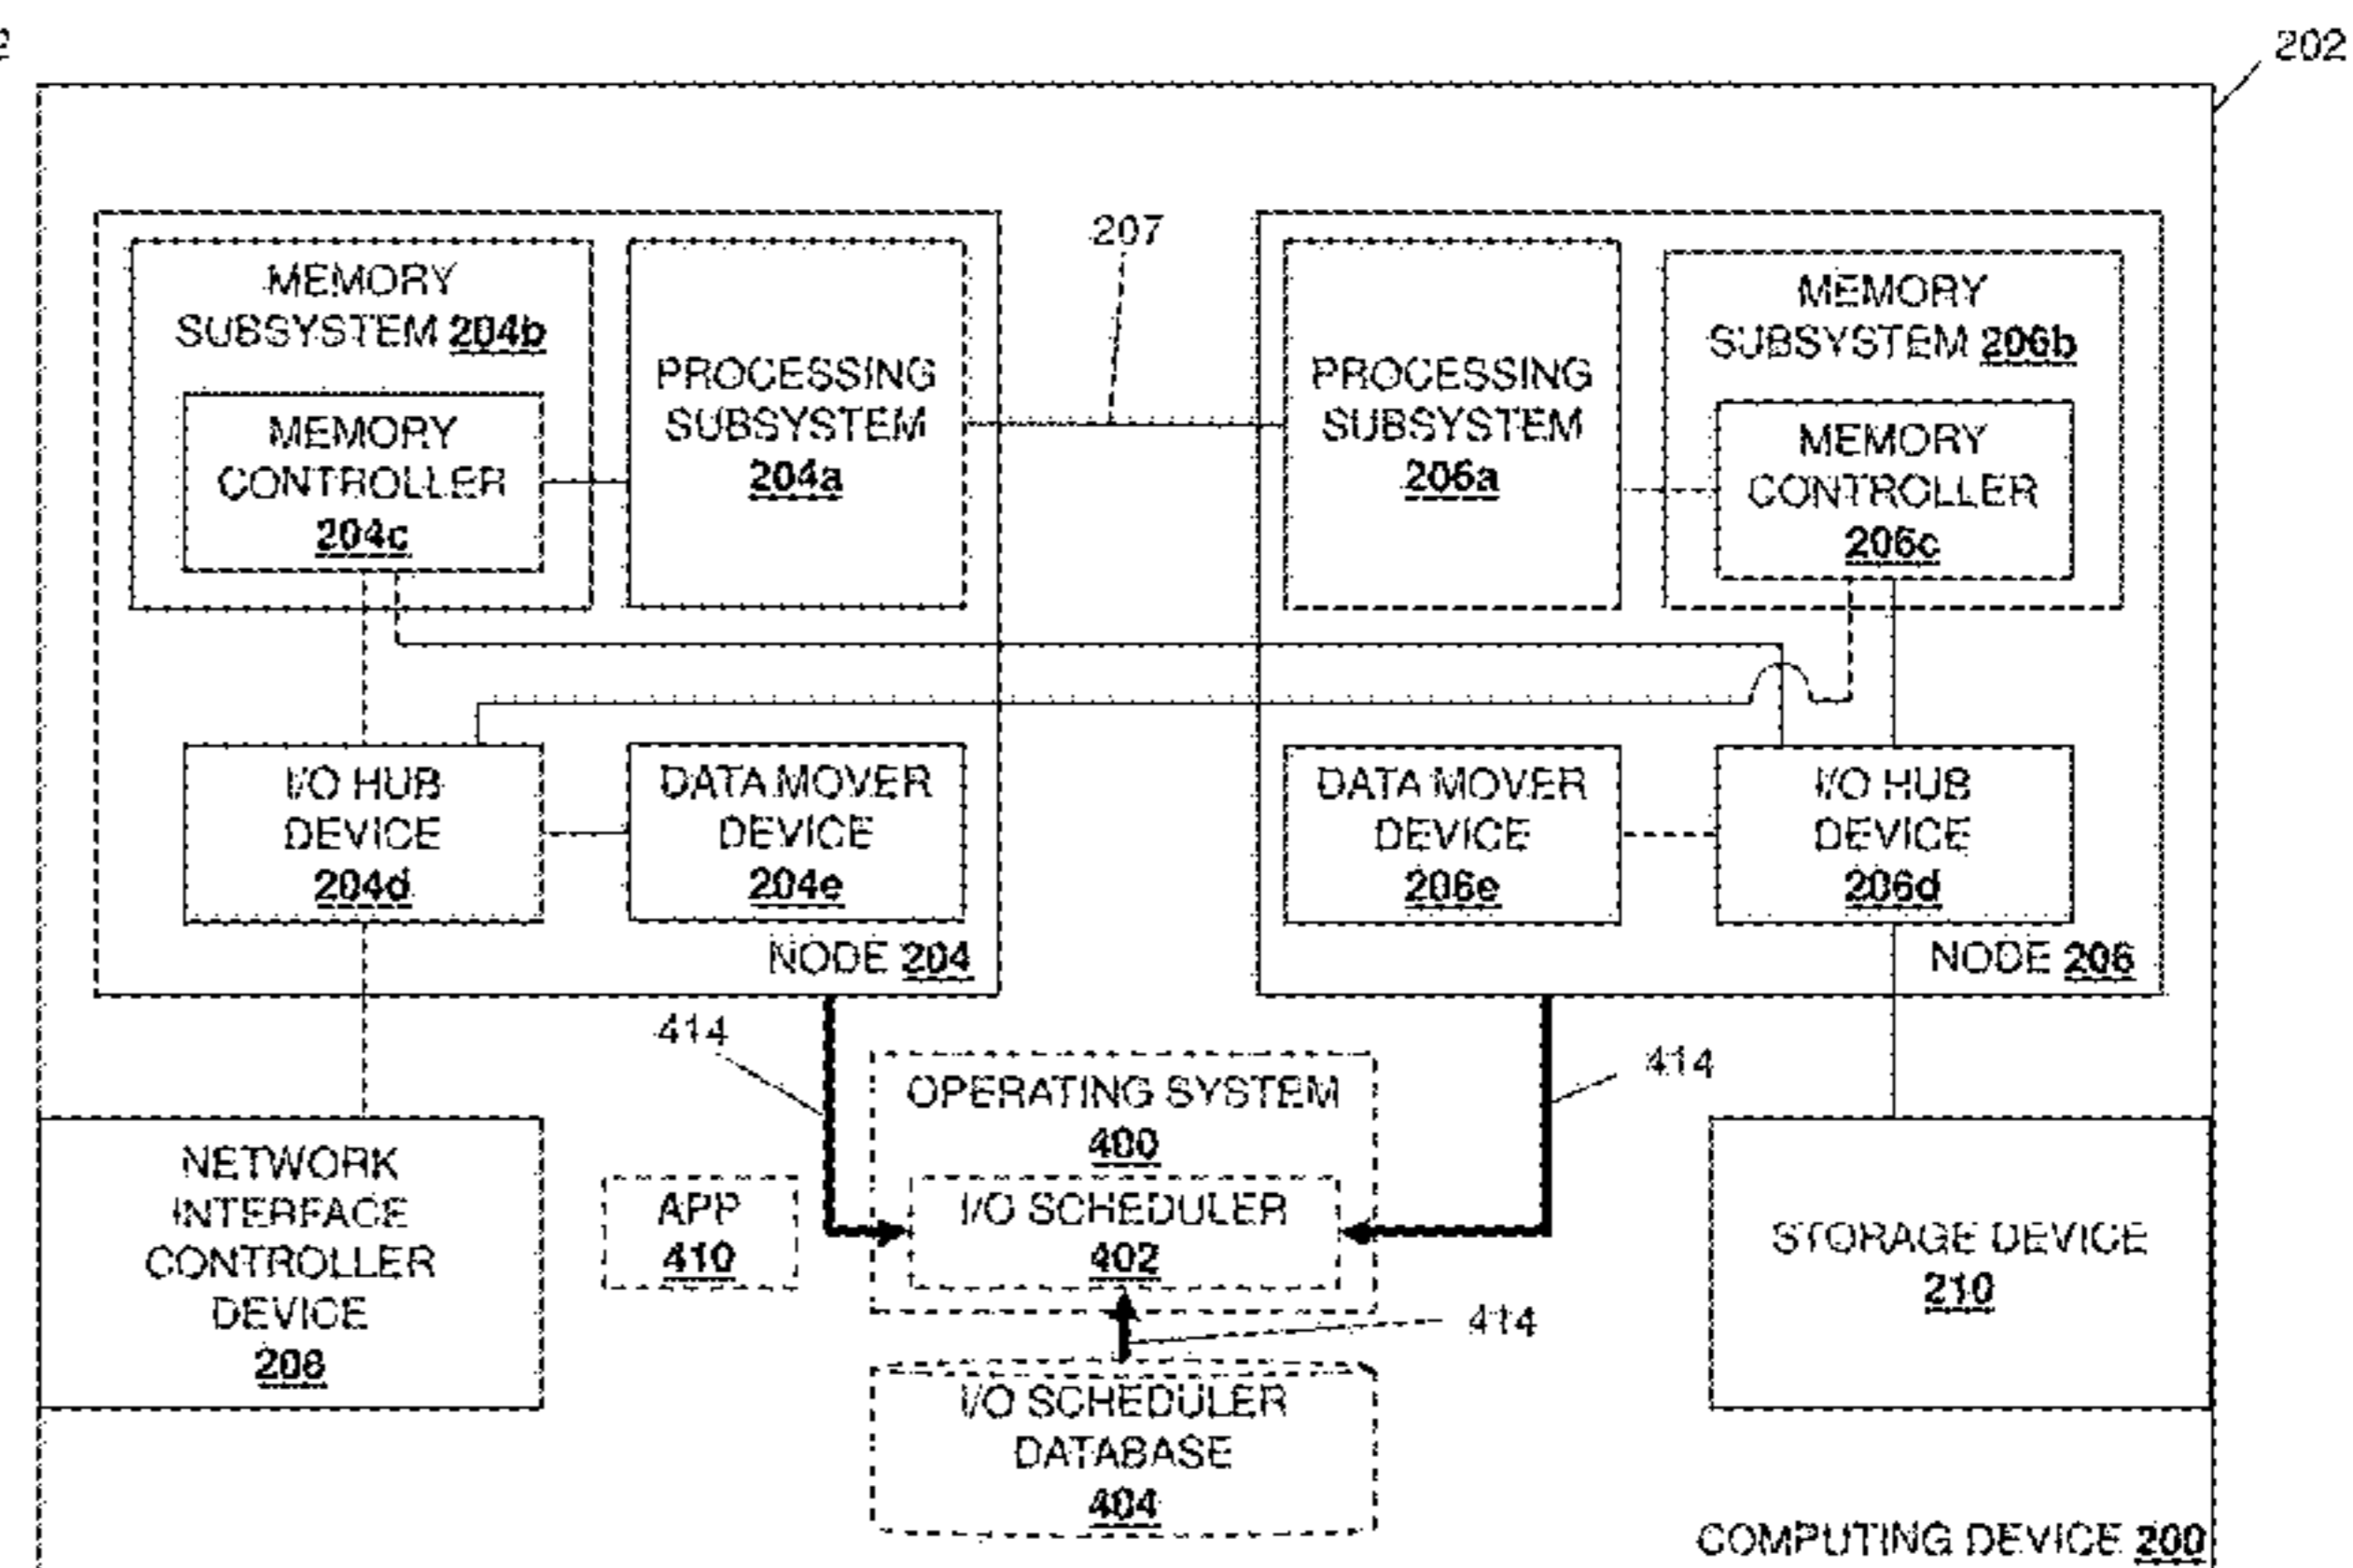 202
207
MEMORY
SUBSYSTEM 204b
PROCESSING
SUBSYSTEM
204a
MEMORY
CONTROLLER
204c
PROCESSING
SUBSYSTEM
206a
MEMORY
SUBSYSTEM 206b
MEMORY
CONTROLLER
206c
I/O HUB
DEVICE
204d
DATA MOVER
DEVICE
204e
NODE 204
DATA MOVER
DEVICE
206e
I/O HUB
DEVICE
206d
NODE 206
414
OPERATING SYSTEM
400
414
NETWORK
INTERFACE
CONTROLLER
DEVICE
208
APP
410
I/O SCHEDULER
402
STORAGE DEVICE
210
414
I/O SCHEDULER
DATABASE
404
COMPUTING DEVICE 200